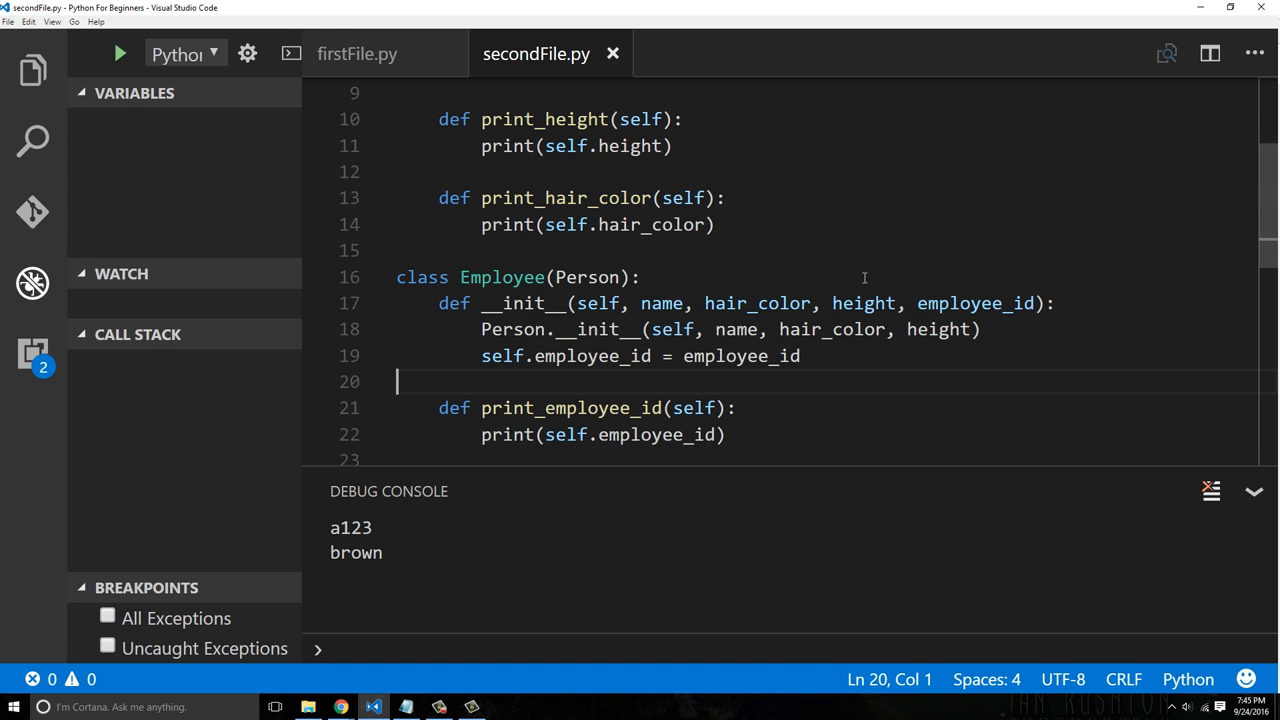 secondFile.py - Python For Beginners - Visual Studio Code
File Edit View Go Help
Python
firstFile.py
secondFile.py
VARIABLES
WATCH
CALL STACK
2
BREAKPOINTS
All Exceptions
Uncaught Exceptions
9
10 def print_height(self):
11 print(self.height)
12
13 def print_hair_color(self):
14 print(self.hair_color)
15
16 class Employee(Person):
17 def __init__(self, name, hair_color, height, employee_id):
18 Person.__init__(self, name, hair_color, height)
19 self.employee_id = employee_id
20
21 def print_employee_id(self):
22 print(self.employee_id)
23
DEBUG CONSOLE
a123
brown
0 0
Ln 20, Col 1 Spaces: 4 UTF-8 CRLF Python
I'm Cortana. Ask me anything.
7:45 PM
9/24/2016